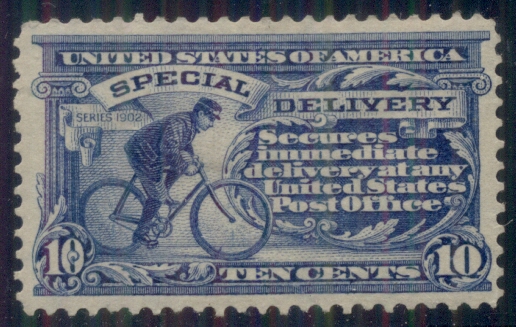 UNITED STATES OF AMERICA
SPECIAL
DELIVERY
SERIES 1902
Secures
immediate
delivery at any
United States
Post Office
10
TEN CENTS
10